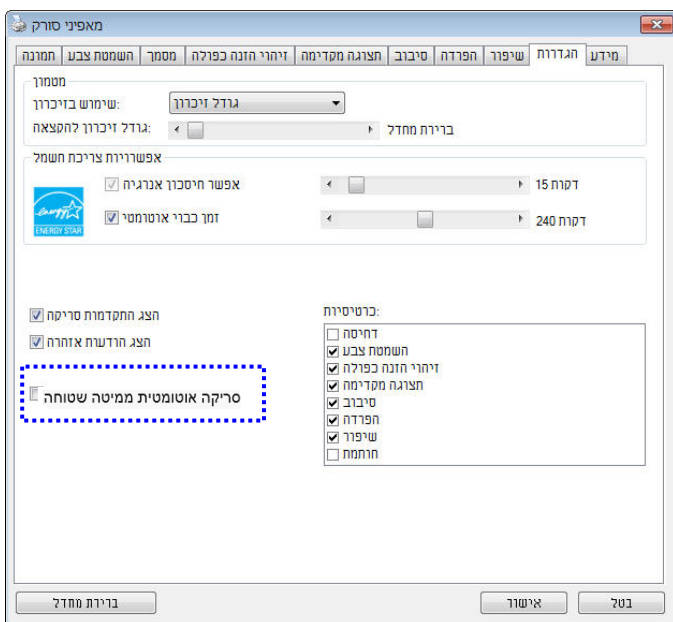 מאפיני סורק
תמונה השמטת צבע מסמך זיהוי הזנה כפולה תצוגה מקדימה סיבוב הפרדה שיפור הגדרות מידע
מטמון
שימוש בזיכרון: גודל זיכרון
גודל זיכרון להקצאה: ברירת מחדל
אפשרויות צריכת חשמל
אפשר חיסכון אנרגיה 15 דקות
זמן כבוי אוטומטי 240 דקות
energy
ENERGY STAR
הצג התקדמות סריקה
הצג הודעות אזהרה
סריקה אוטומטית ממיטה שטוחה
כרטיסיות:
דחיסה
השמטת צבע
זיהוי הזנה כפולה
תצוגה מקדימה
סיבוב
הפרדה
שיפור
חותמת
ברירת מחדל אישור בטל